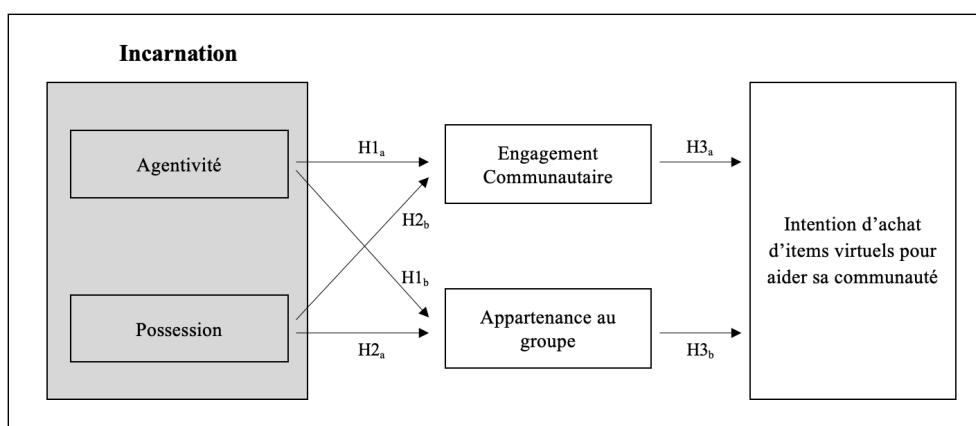 Incarnation
Agentivité
Possession
H1a
H2b
H1b
H2a
Engagement
Communautaire
Appartenance au
groupe
H3a
H3b
Intention d’achat
d’items virtuels pour
aider sa communauté